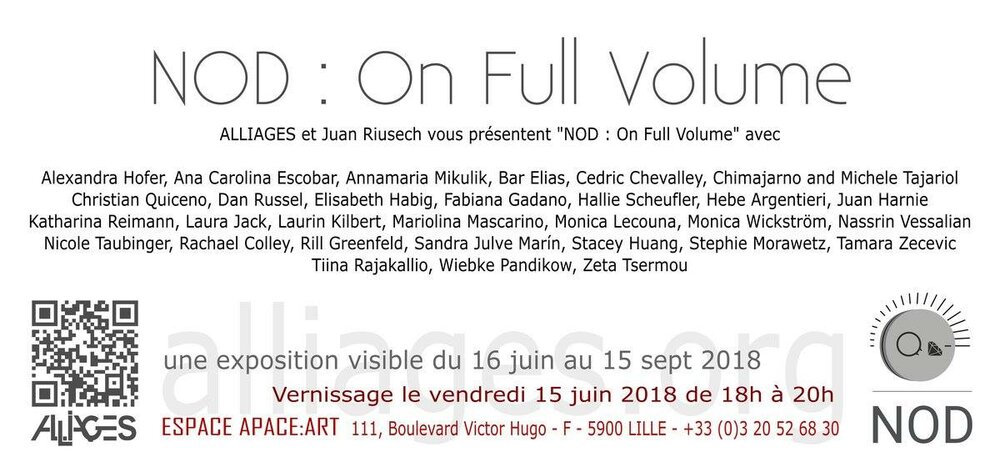 NOD : On Full Volume
ALLIAGES et Juan Riusech vous présentent "NOD : On Full Volume" avec
Alexandra Hofer, Ana Carolina Escobar, Annamaria Mikulik, Bar Elias, Cedric Chevalley, Chimajarno and Michele Tajariol
Christian Quiceno, Dan Russel, Elisabeth Habig, Fabiana Gadano, Hallie Scheufler, Hebe Argentieri, Juan Harnie
Katharina Reimann, Laura Jack, Laurin Kilbert, Mariolina Mascarino, Monica Lecouna, Monica Wickström, Nassrin Vessalian
Nicole Taubinger, Rachael Colley, Rill Greenfeld, Sandra Julve Marín, Stacey Huang, Stephie Morawetz, Tamara Zecevic
Tiina Rajakallio, Wiebke Pandikow, Zeta Tsermou
alliages.org
une exposition visible du 16 juin au 15 sept 2018
Vernissage le vendredi 15 juin 2018 de 18h à 20h
ESPACE APACE:ART 111, Boulevard Victor Hugo - F - 5900 LILLE - +33 (0)3 20 52 68 30
ALLIAGES
NOD